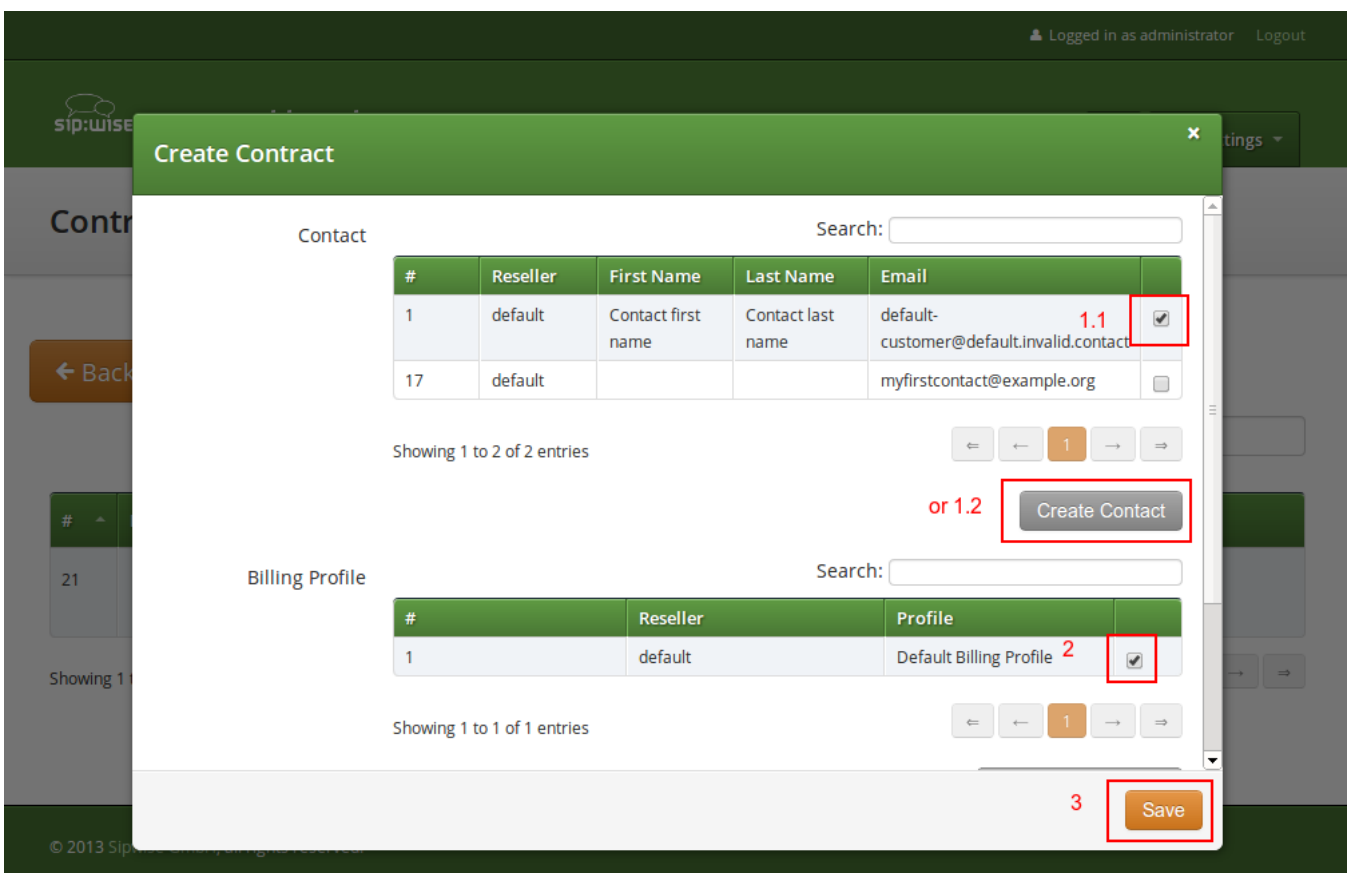 Logged in as administrator Logout
sip:wise
tings
Create Contract ×
Contr
Contact Search:
# Reseller First Name Last Name Email
1 default Contact first name Contact last name default-customer@default.invalid.contact 1.1
17 default myfirstcontact@example.org
← Back
Showing 1 to 2 of 2 entries ⇐ ← 1 → ⇒
or 1.2 Create Contact
#
21
Billing Profile Search:
# Reseller Profile
1 default Default Billing Profile 2
Showing 1 t
→ ⇒
Showing 1 to 1 of 1 entries ⇐ ← 1 → ⇒
3 Save
© 2013 Sip